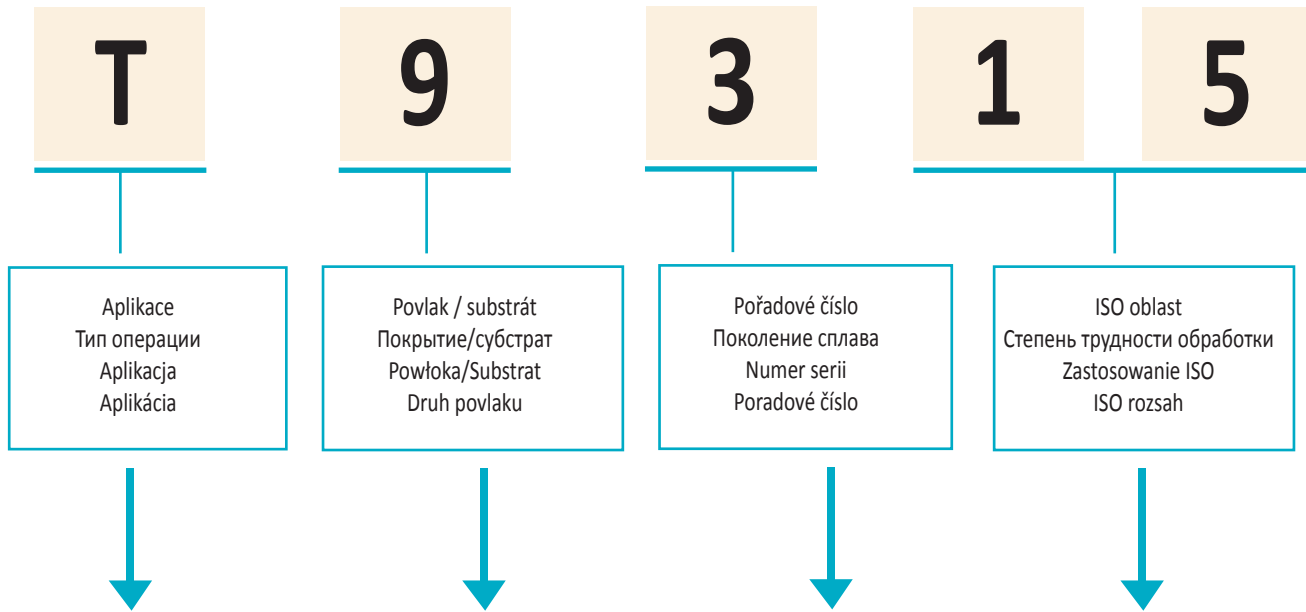 T 9 3 1 5
Aplikace
Тип операции
Aplikacja
Aplikácia
Povlak / substrát
Покрытие/субстрат
Powłoka/Substrat
Druh povlaku
Pořadové číslo
Поколение сплава
Numer serii
Poradové číslo
ISO oblast
Степень трудности обработки
Zastosowanie ISO
ISO rozsah